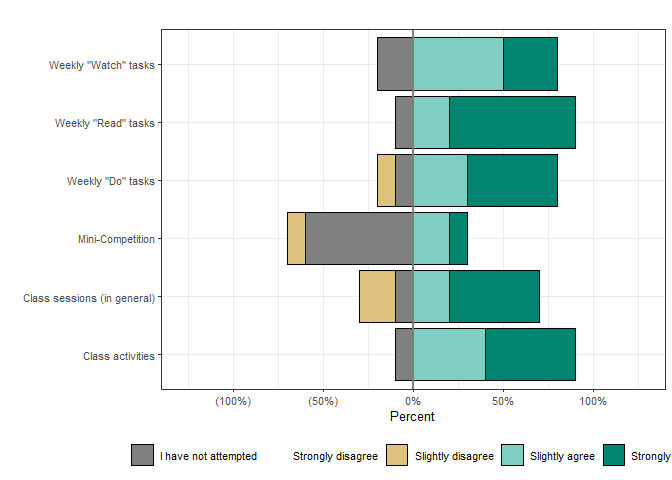 Weekly "Watch" tasks
Weekly "Read" tasks
Weekly "Do" tasks
Mini-Competition
Class sessions (in general)
Class activities
(100%) (50%) 0% 50% 100%
Percent
I have not attempted Strongly disagree Slightly disagree Slightly agree Strongly